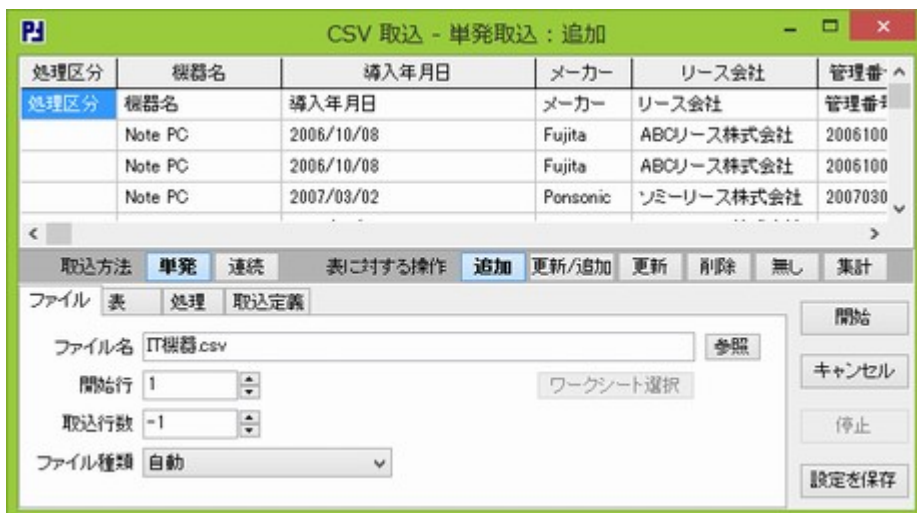 CSV 取込 - 単発取込：追加
処理区分 機器名 導入年月日 メーカー リース会社 管理番
処理区分 機器名 導入年月日 メーカー リース会社 管理番号
Note PC 2006/10/08 Fujita ABCリース株式会社 2006100
Note PC 2006/10/08 Fujita ABCリース株式会社 2006100
Note PC 2007/03/02 Ponsonic ソミーリース株式会社 2007030
取込方法 単発 連続 表に対する操作 追加 更新/追加 更新 削除 無し 集計
ファイル 表 処理 取込定義
開始
ファイル名 IT機器.csv 参照
キャンセル
開始行 1 ワークシート選択
取込行数 -1
停止
ファイル種類 自動
設定を保存